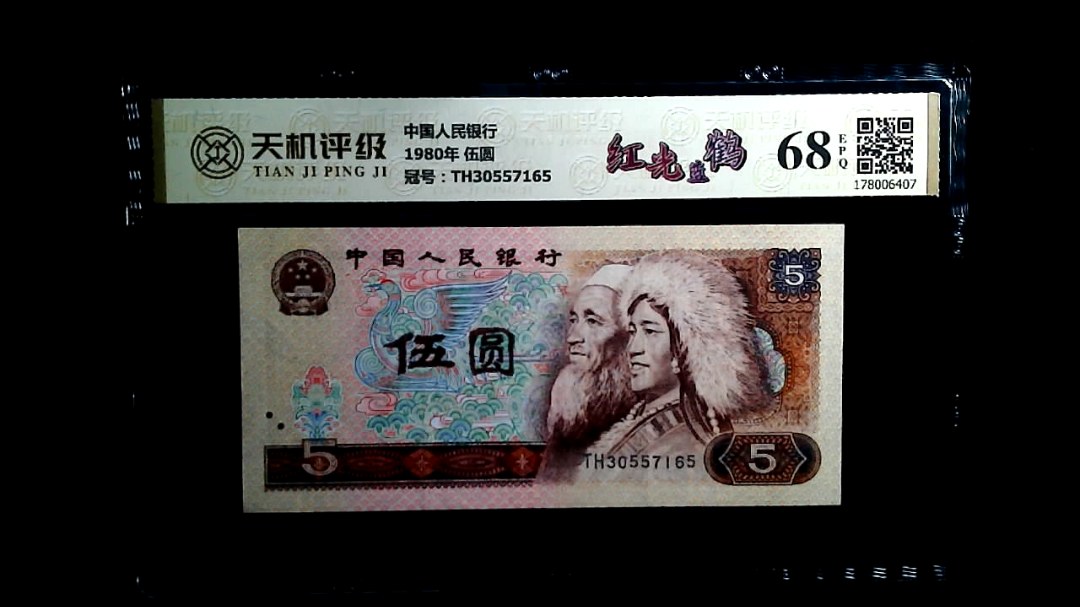 天机评级
TIAN JI PING JI
中国人民银行
1980年 伍圆
冠号：TH30557165
红光蓝鹤
68
EPQ
178006407
中国人民银行
5
伍圆
5
TH30557165
5